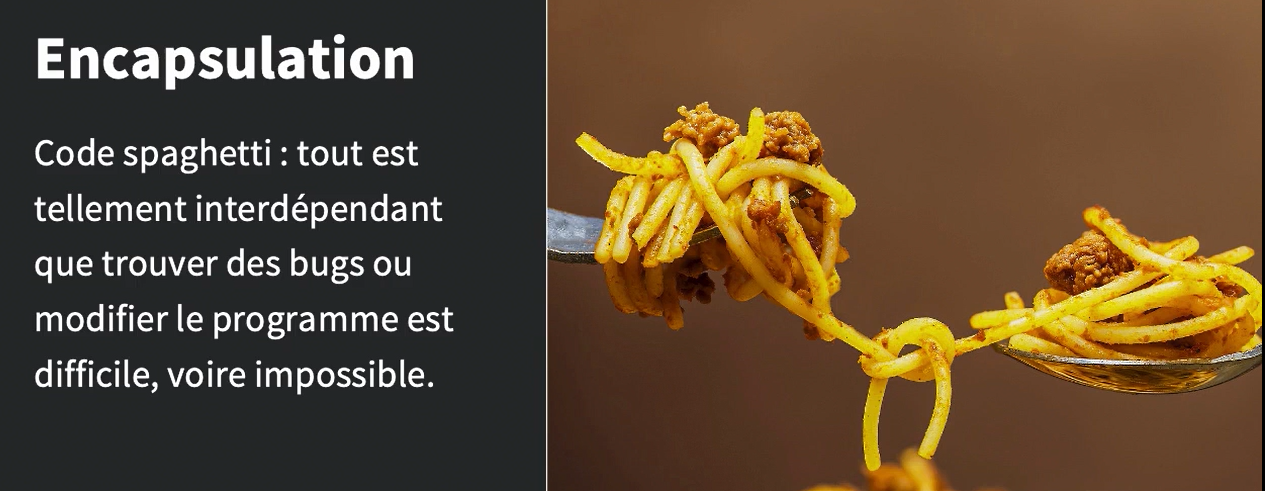 Encapsulation
Code spaghetti : tout est
tellement interdépendant
que trouver des bugs ou
modifier le programme est
difficile, voire impossible.